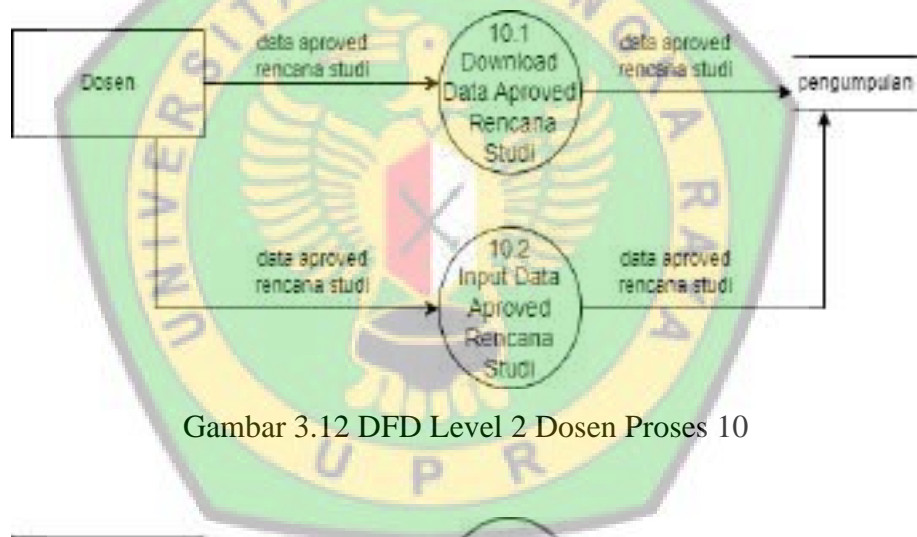 Dosen
data aproved
rencana studi
10.1
Download
Data Aproved
Rencana
Studi
data aproved
rencana studi
pengumpulan
data aproved
rencana studi
10.2
Input Data
Aproved
Rencana
Studi
data aproved
rencana studi
Gambar 3.12 DFD Level 2 Dosen Proses 10
UPR